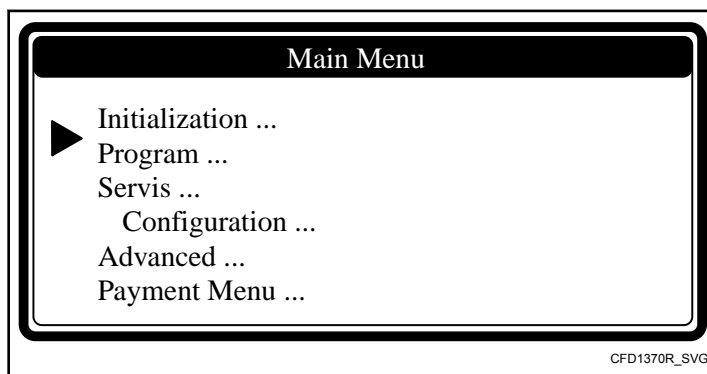 Main Menu
Initialization ...
Program ...
Servis ...
Configuration ...
Advanced ...
Payment Menu ...
CFD1370R_SVG